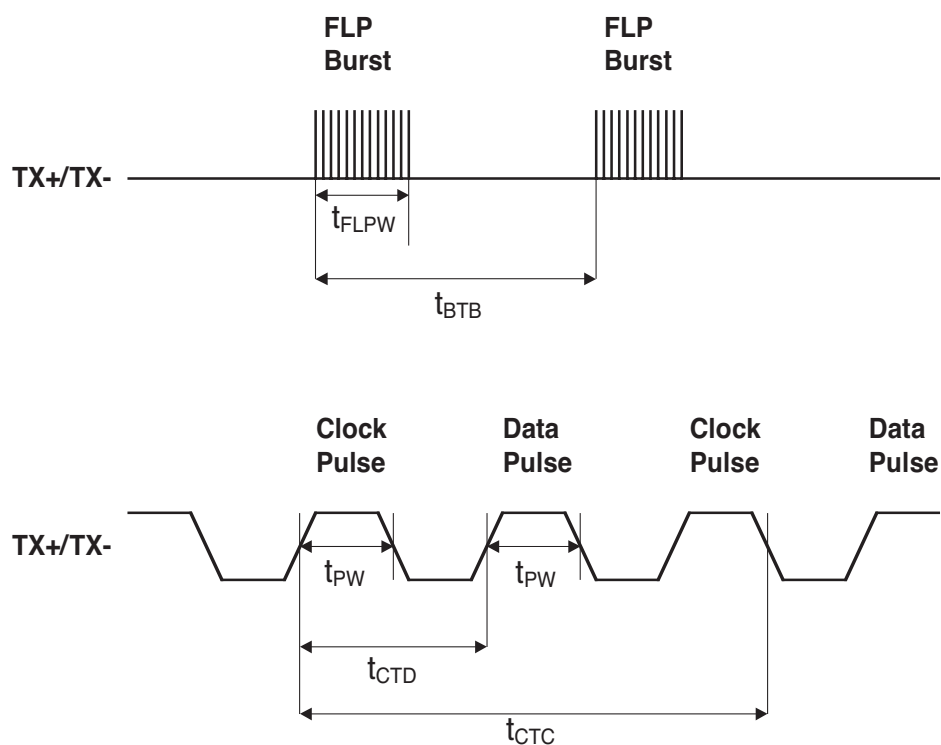 FLP
Burst
FLP
Burst
TX+/TX-
tFLPW
tBTB
Clock
Pulse
Data
Pulse
Clock
Pulse
Data
Pulse
TX+/TX-
tPW
tPW
tCTD
tCTC